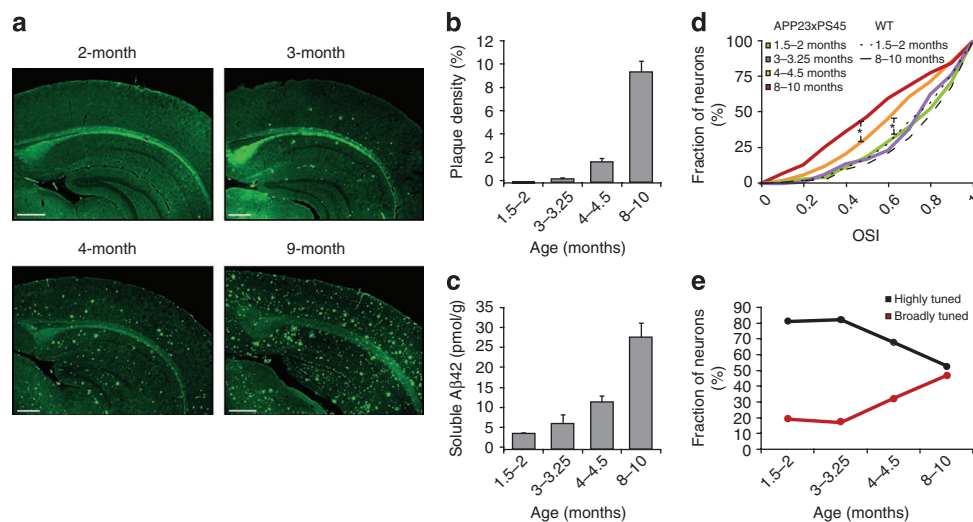 a
2-month
3-month
4-month
9-month
b
Plaque density (%)
12
10
8
6
4
2
0
1.5–2
3–3.25
4–4.5
8–10
Age (months)
c
Soluble Aβ42 (pmol/g)
35
30
25
20
15
10
5
0
1.5–2
3–3.25
4–4.5
8–10
Age (months)
d
APP23xPS45 WT
1.5–2 months 1.5–2 months
3–3.25 months 8–10 months
4–4.5 months
8–10 months
Fraction of neurons
(%)
100
75
50
25
0
*
*
0 0.2 0.4 0.6 0.8 1
OSI
e
Highly tuned
Broadly tuned
Fraction of neurons
(%)
90
80
70
60
50
40
30
20
10
0
1.5–2
3–3.25
4–4.5
8–10
Age (months)